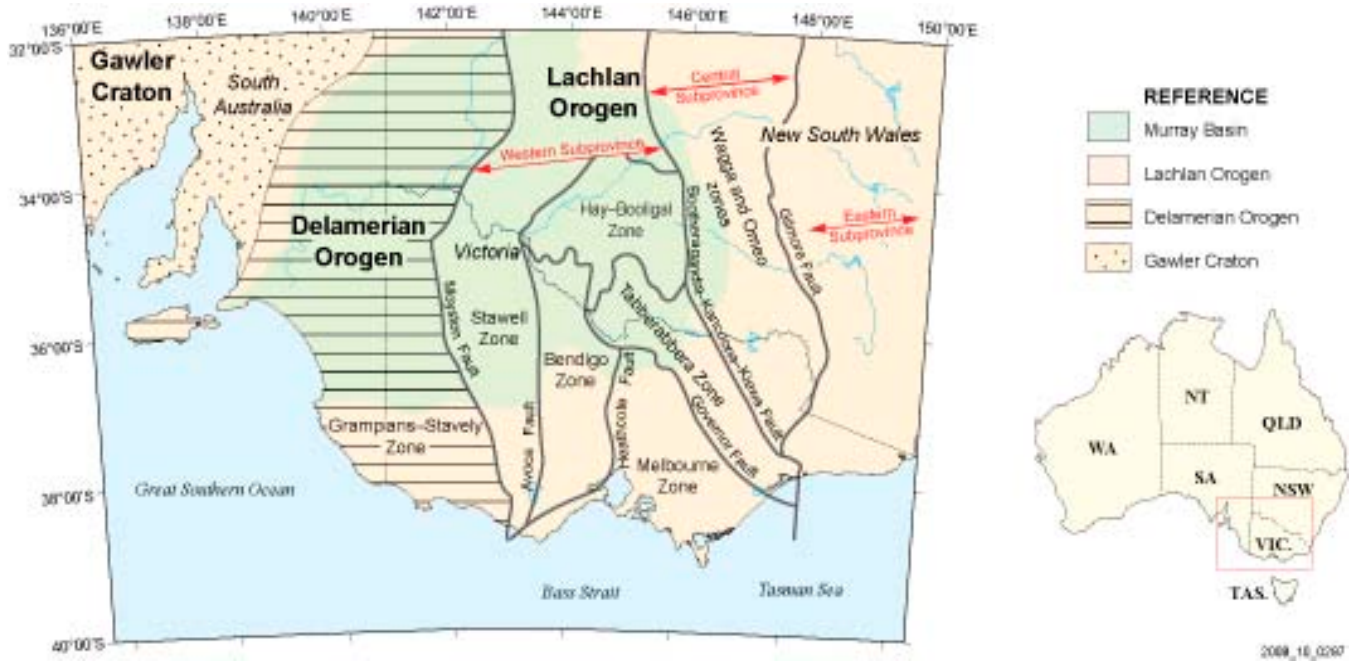 136°00'E
138°00'E
140°00'E
142°00'E
144°00'E
146°00'E
148°00'E
150°00'E
32°00'S
34°00'S
36°00'S
38°00'S
40°00'S
Gawler
Craton
South
Australia
Lachlan
Orogen
Central
Subprovince
New South Wales
Western Subprovince
Wagga and Omeo
zones
Hay–Booligal
Zone
Eastern
Subprovince
Gilmore Fault
Delamerian
Orogen
Victoria
Moyston Fault
Stawell
Zone
Bendigo
Zone
Tabberabbera Zone
Governor Fault
Grampians–Stavely
Zone
Avoca Fault
Heathcote Fault
Melbourne
Zone
Great Southern Ocean
Bass Strait
Tasman Sea
REFERENCE
Murray Basin
Lachlan Orogen
Delamerian Orogen
Gawler Craton
WA
NT
QLD
SA
NSW
VIC.
TAS.